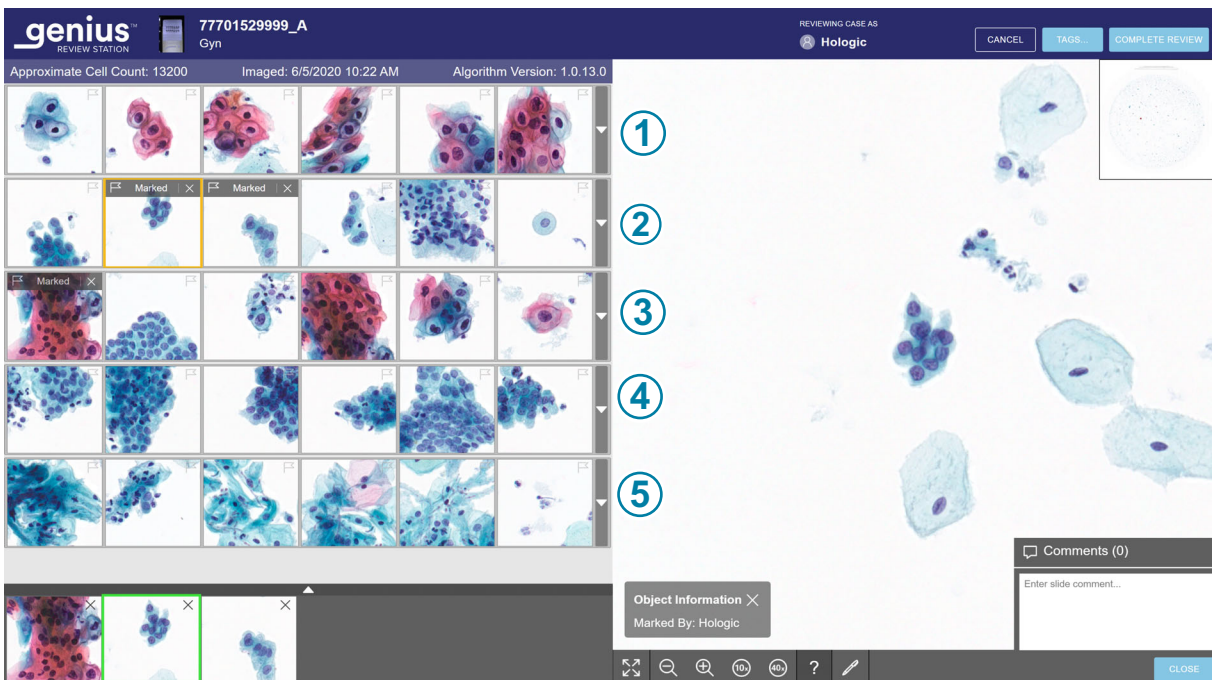 genius™
REVIEW STATION
77701529999_A
Gyn
REVIEWING CASE AS
Hologic
CANCEL
TAGS...
COMPLETE REVIEW
Approximate Cell Count: 13200
Imaged: 6/5/2020 10:22 AM
Algorithm Version: 1.0.13.0
1
Marked
Marked
2
Marked
3
4
5
Comments (0)
Enter slide comment...
Object Information
Marked By: Hologic
10x
40x
?
CLOSE